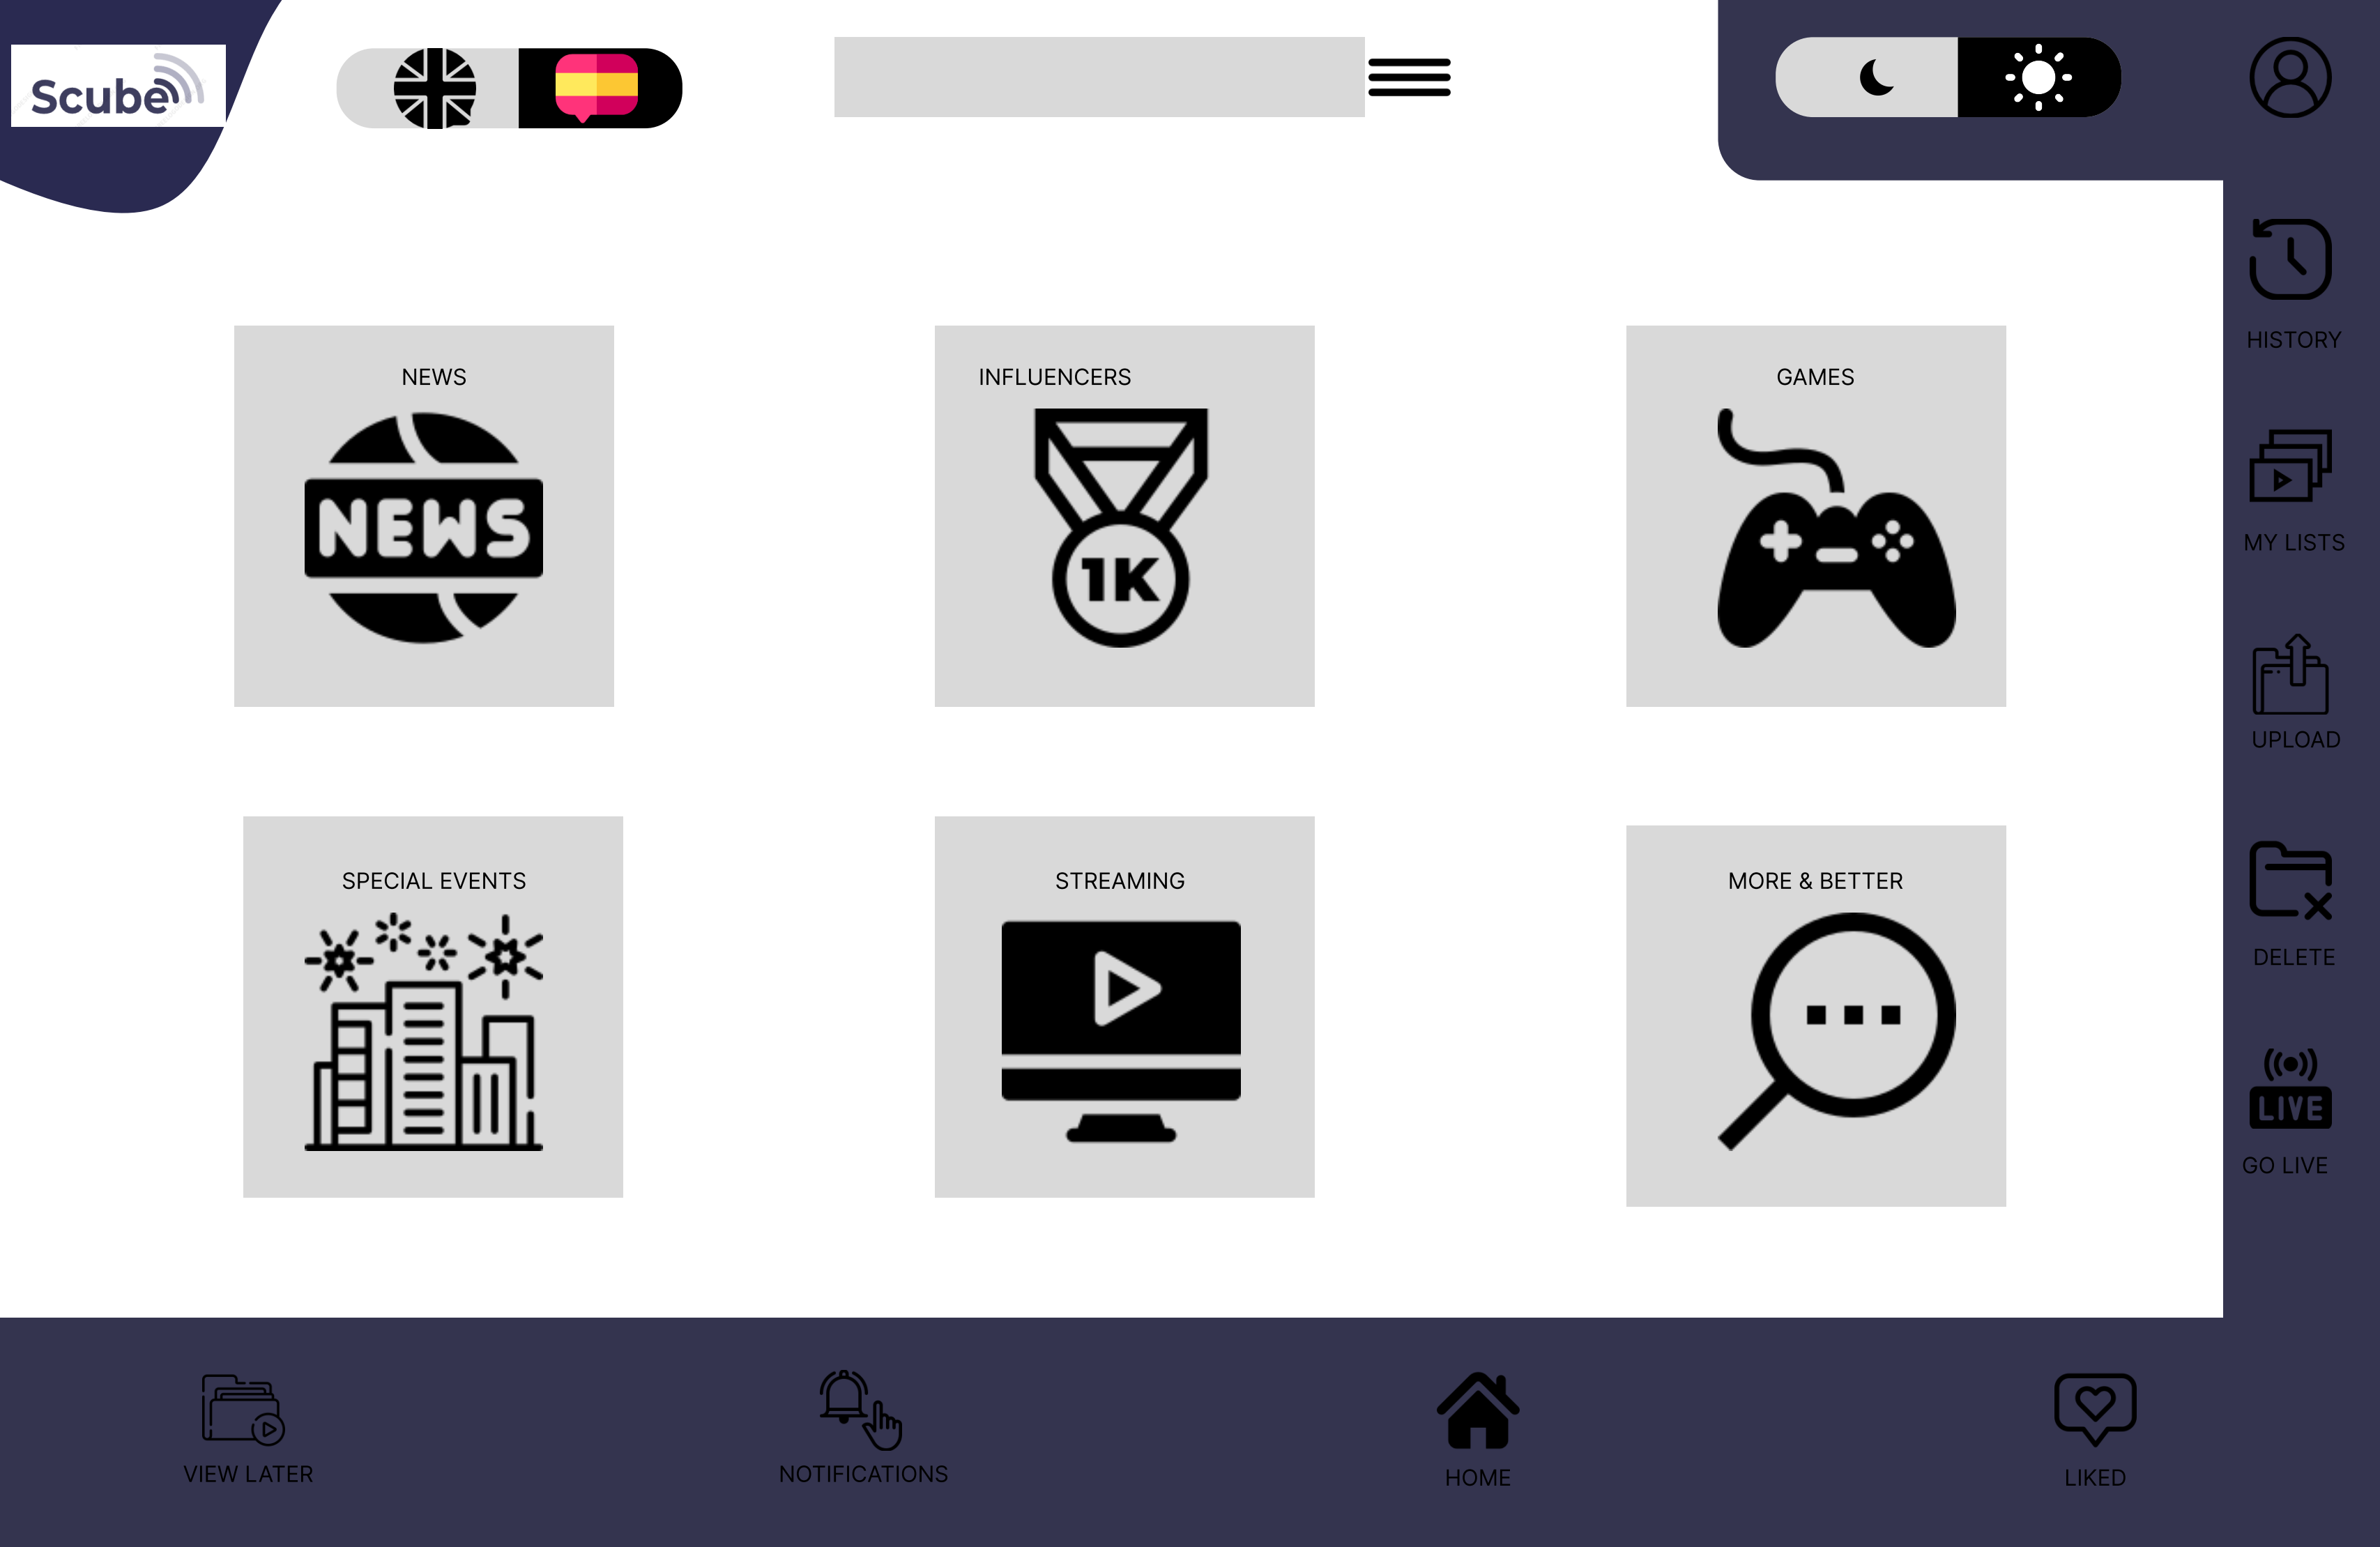 Scube
HISTORY
NEWS
INFLUENCERS
GAMES
NEWS
1K
MY LISTS
UPLOAD
SPECIAL EVENTS
STREAMING
MORE & BETTER
DELETE
LIVE
GO LIVE
VIEW LATER
NOTIFICATIONS
HOME
LIKED